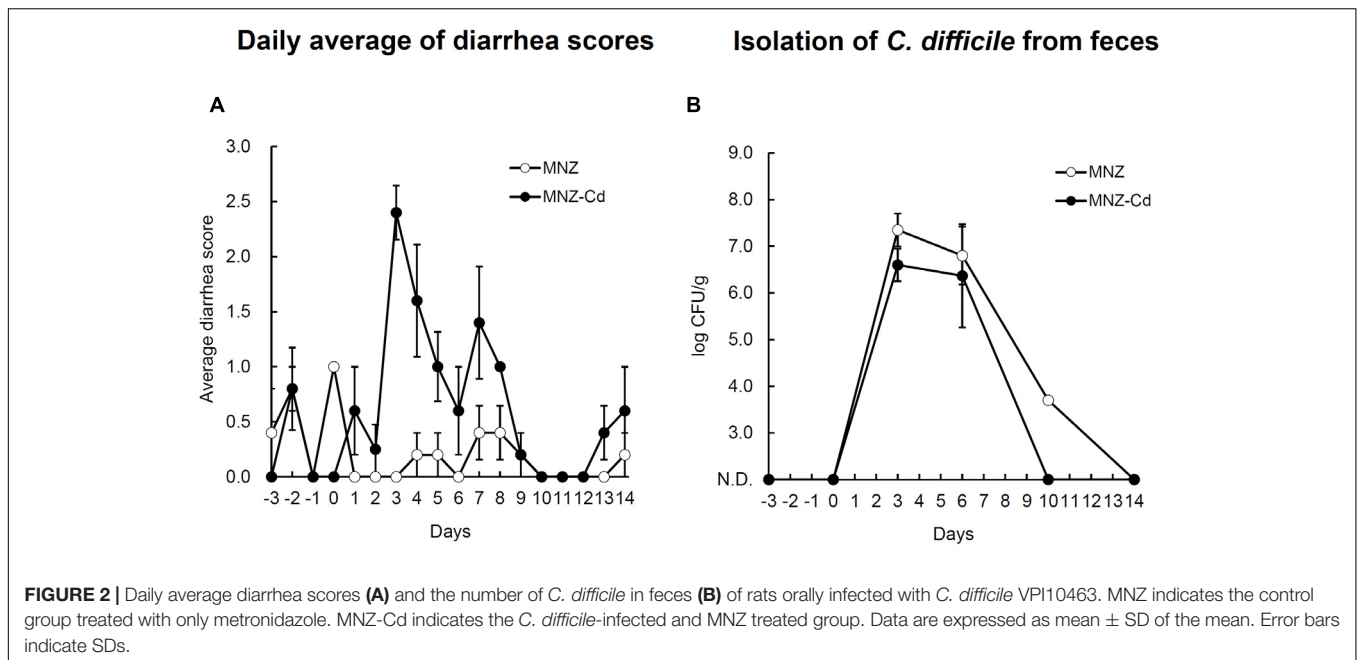 Daily average of diarrhea scores
Isolation of C. difficile from feces
A
3.0
2.5
2.0
1.5
1.0
0.5
0.0
Average diarrhea score
MNZ
MNZ-Cd
-3 -2 -1 0 1 2 3 4 5 6 7 8 9 10 11 12 13 14
Days
B
9.0
8.0
7.0
6.0
5.0
4.0
3.0
N.D.
log CFU/g
MNZ
MNZ-Cd
-3 -2 -1 0 1 2 3 4 5 6 7 8 9 10 11 12 13 14
Days
FIGURE 2 | Daily average diarrhea scores (A) and the number of C. difficile in feces (B) of rats orally infected with C. difficile VPI10463. MNZ indicates the control
group treated with only metronidazole. MNZ-Cd indicates the C. difficile-infected and MNZ treated group. Data are expressed as mean ± SD of the mean. Error bars
indicate SDs.